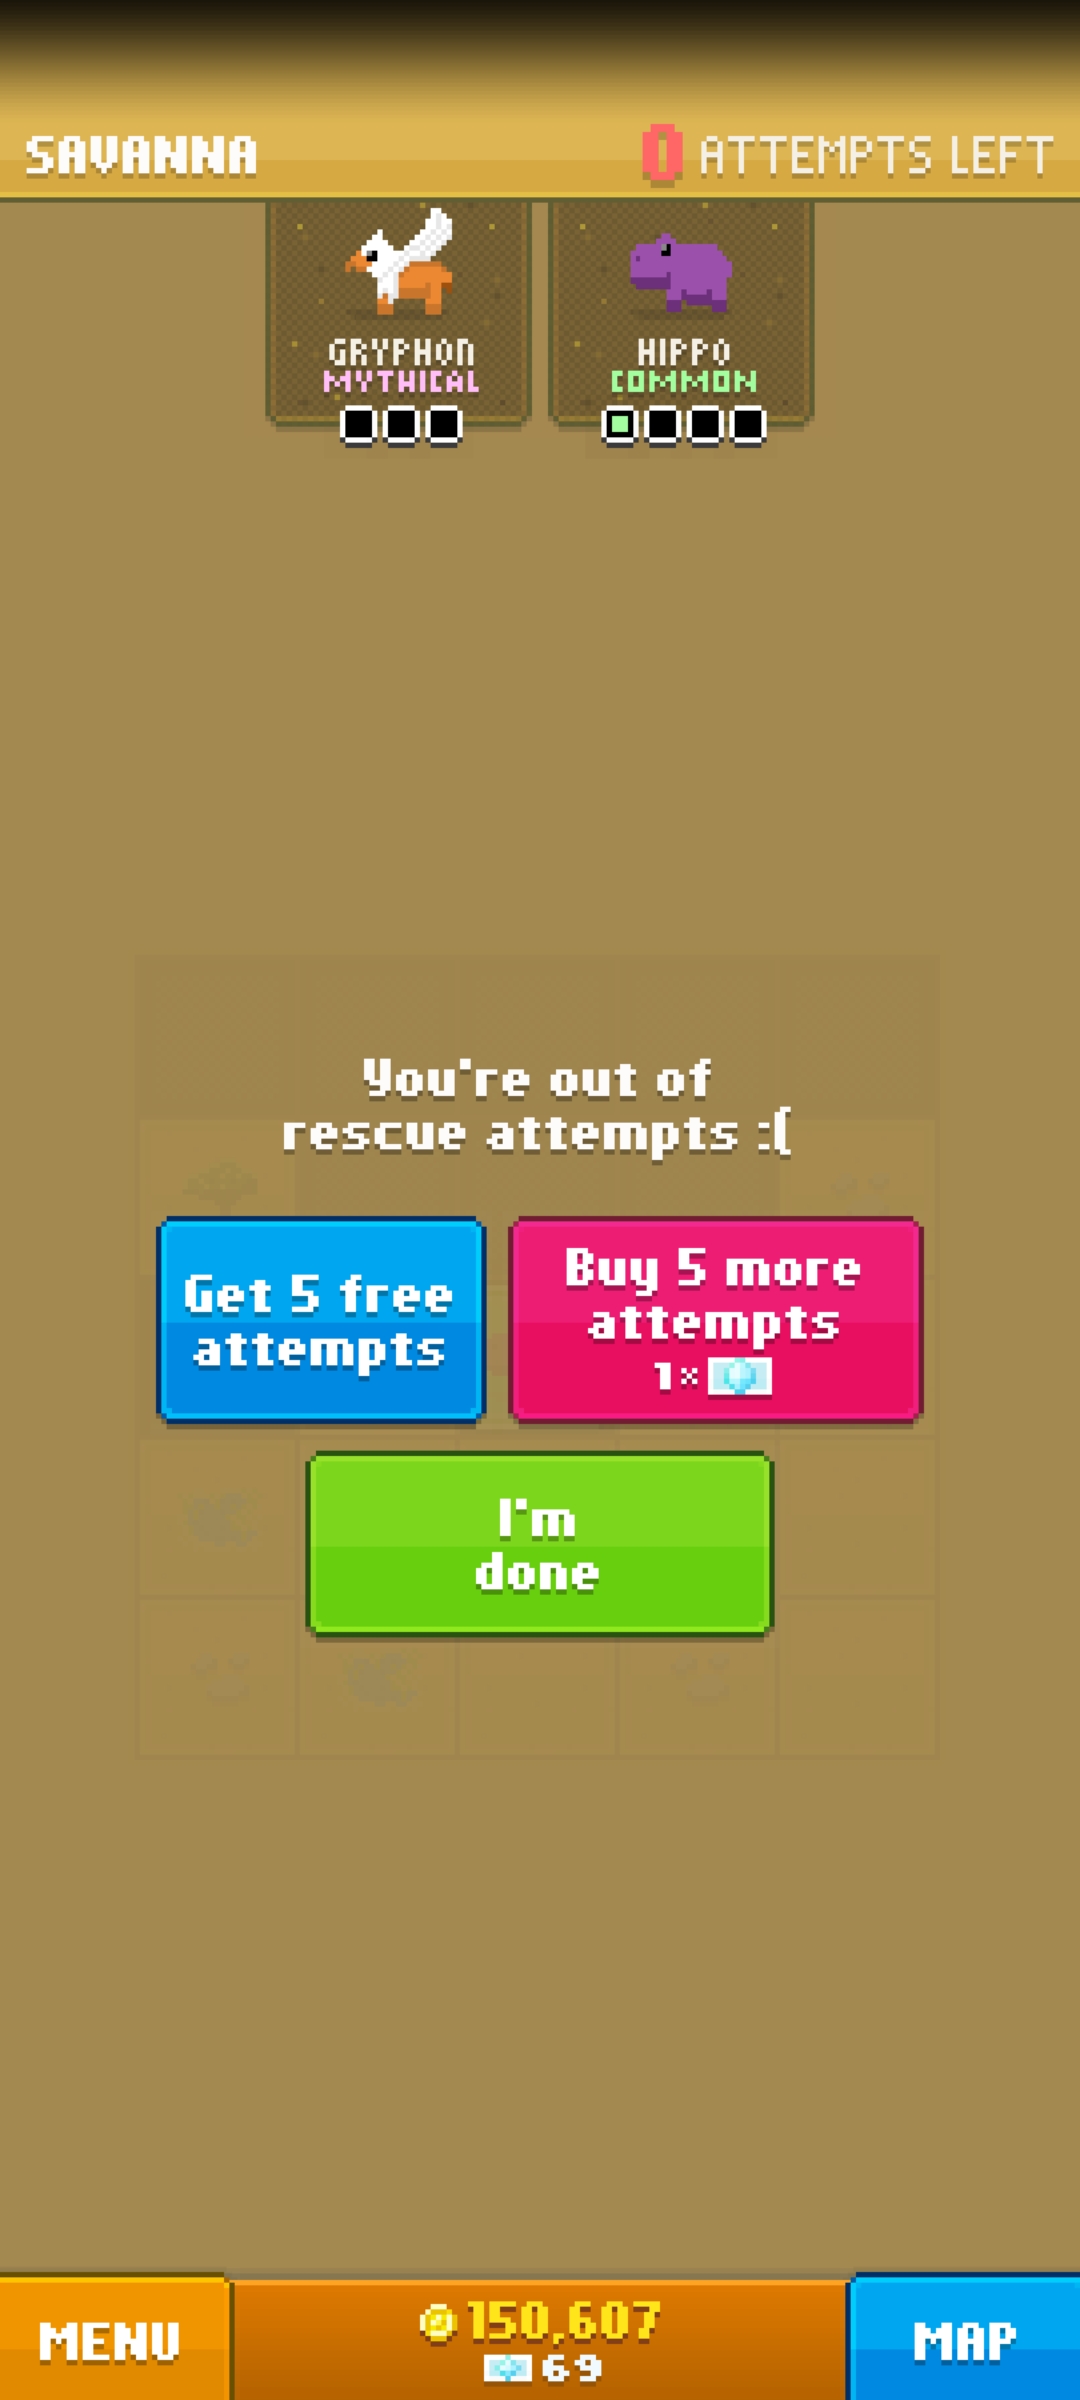 SAVANNA
0 ATTEMPTS LEFT
GRYPHON
MYTHICAL
HIPPO
COMMON
You're out of
rescue attempts :(
Get 5 free
attempts
Buy 5 more
attempts
1×
I'm
done
MENU
150,607
69
MAP